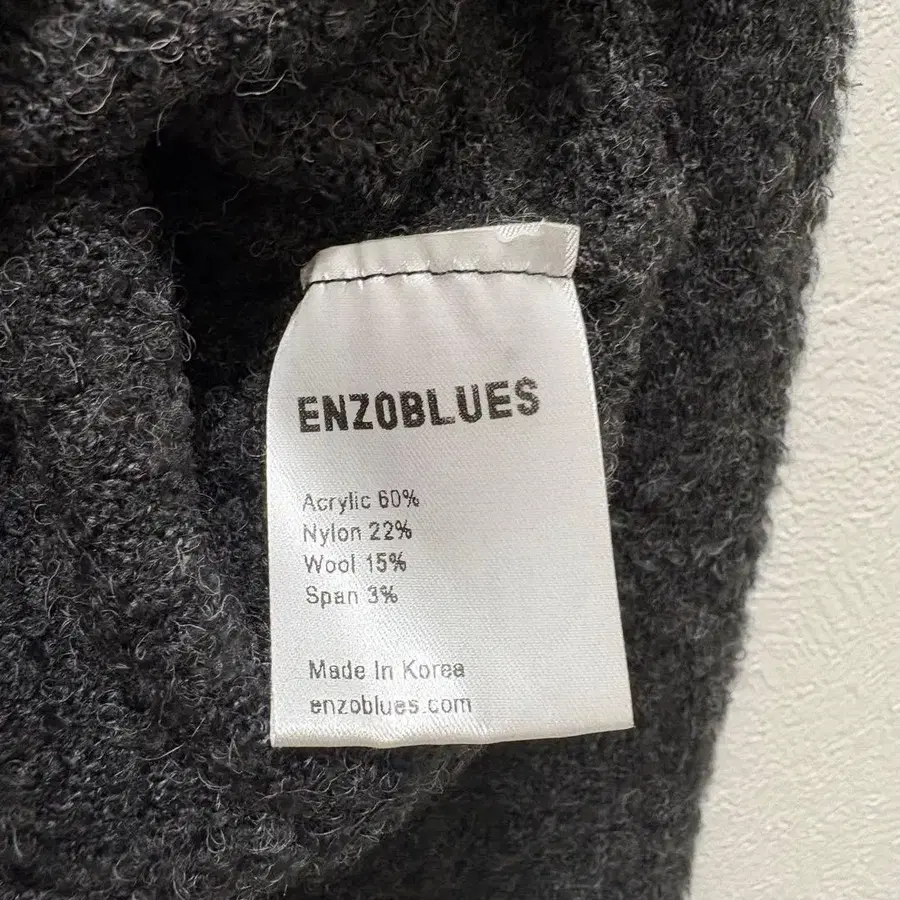 ENZOBLUES
Acrylic 60%
Nylon 22%
Wool 15%
Span 3%
Made In Korea
enzoblues.com